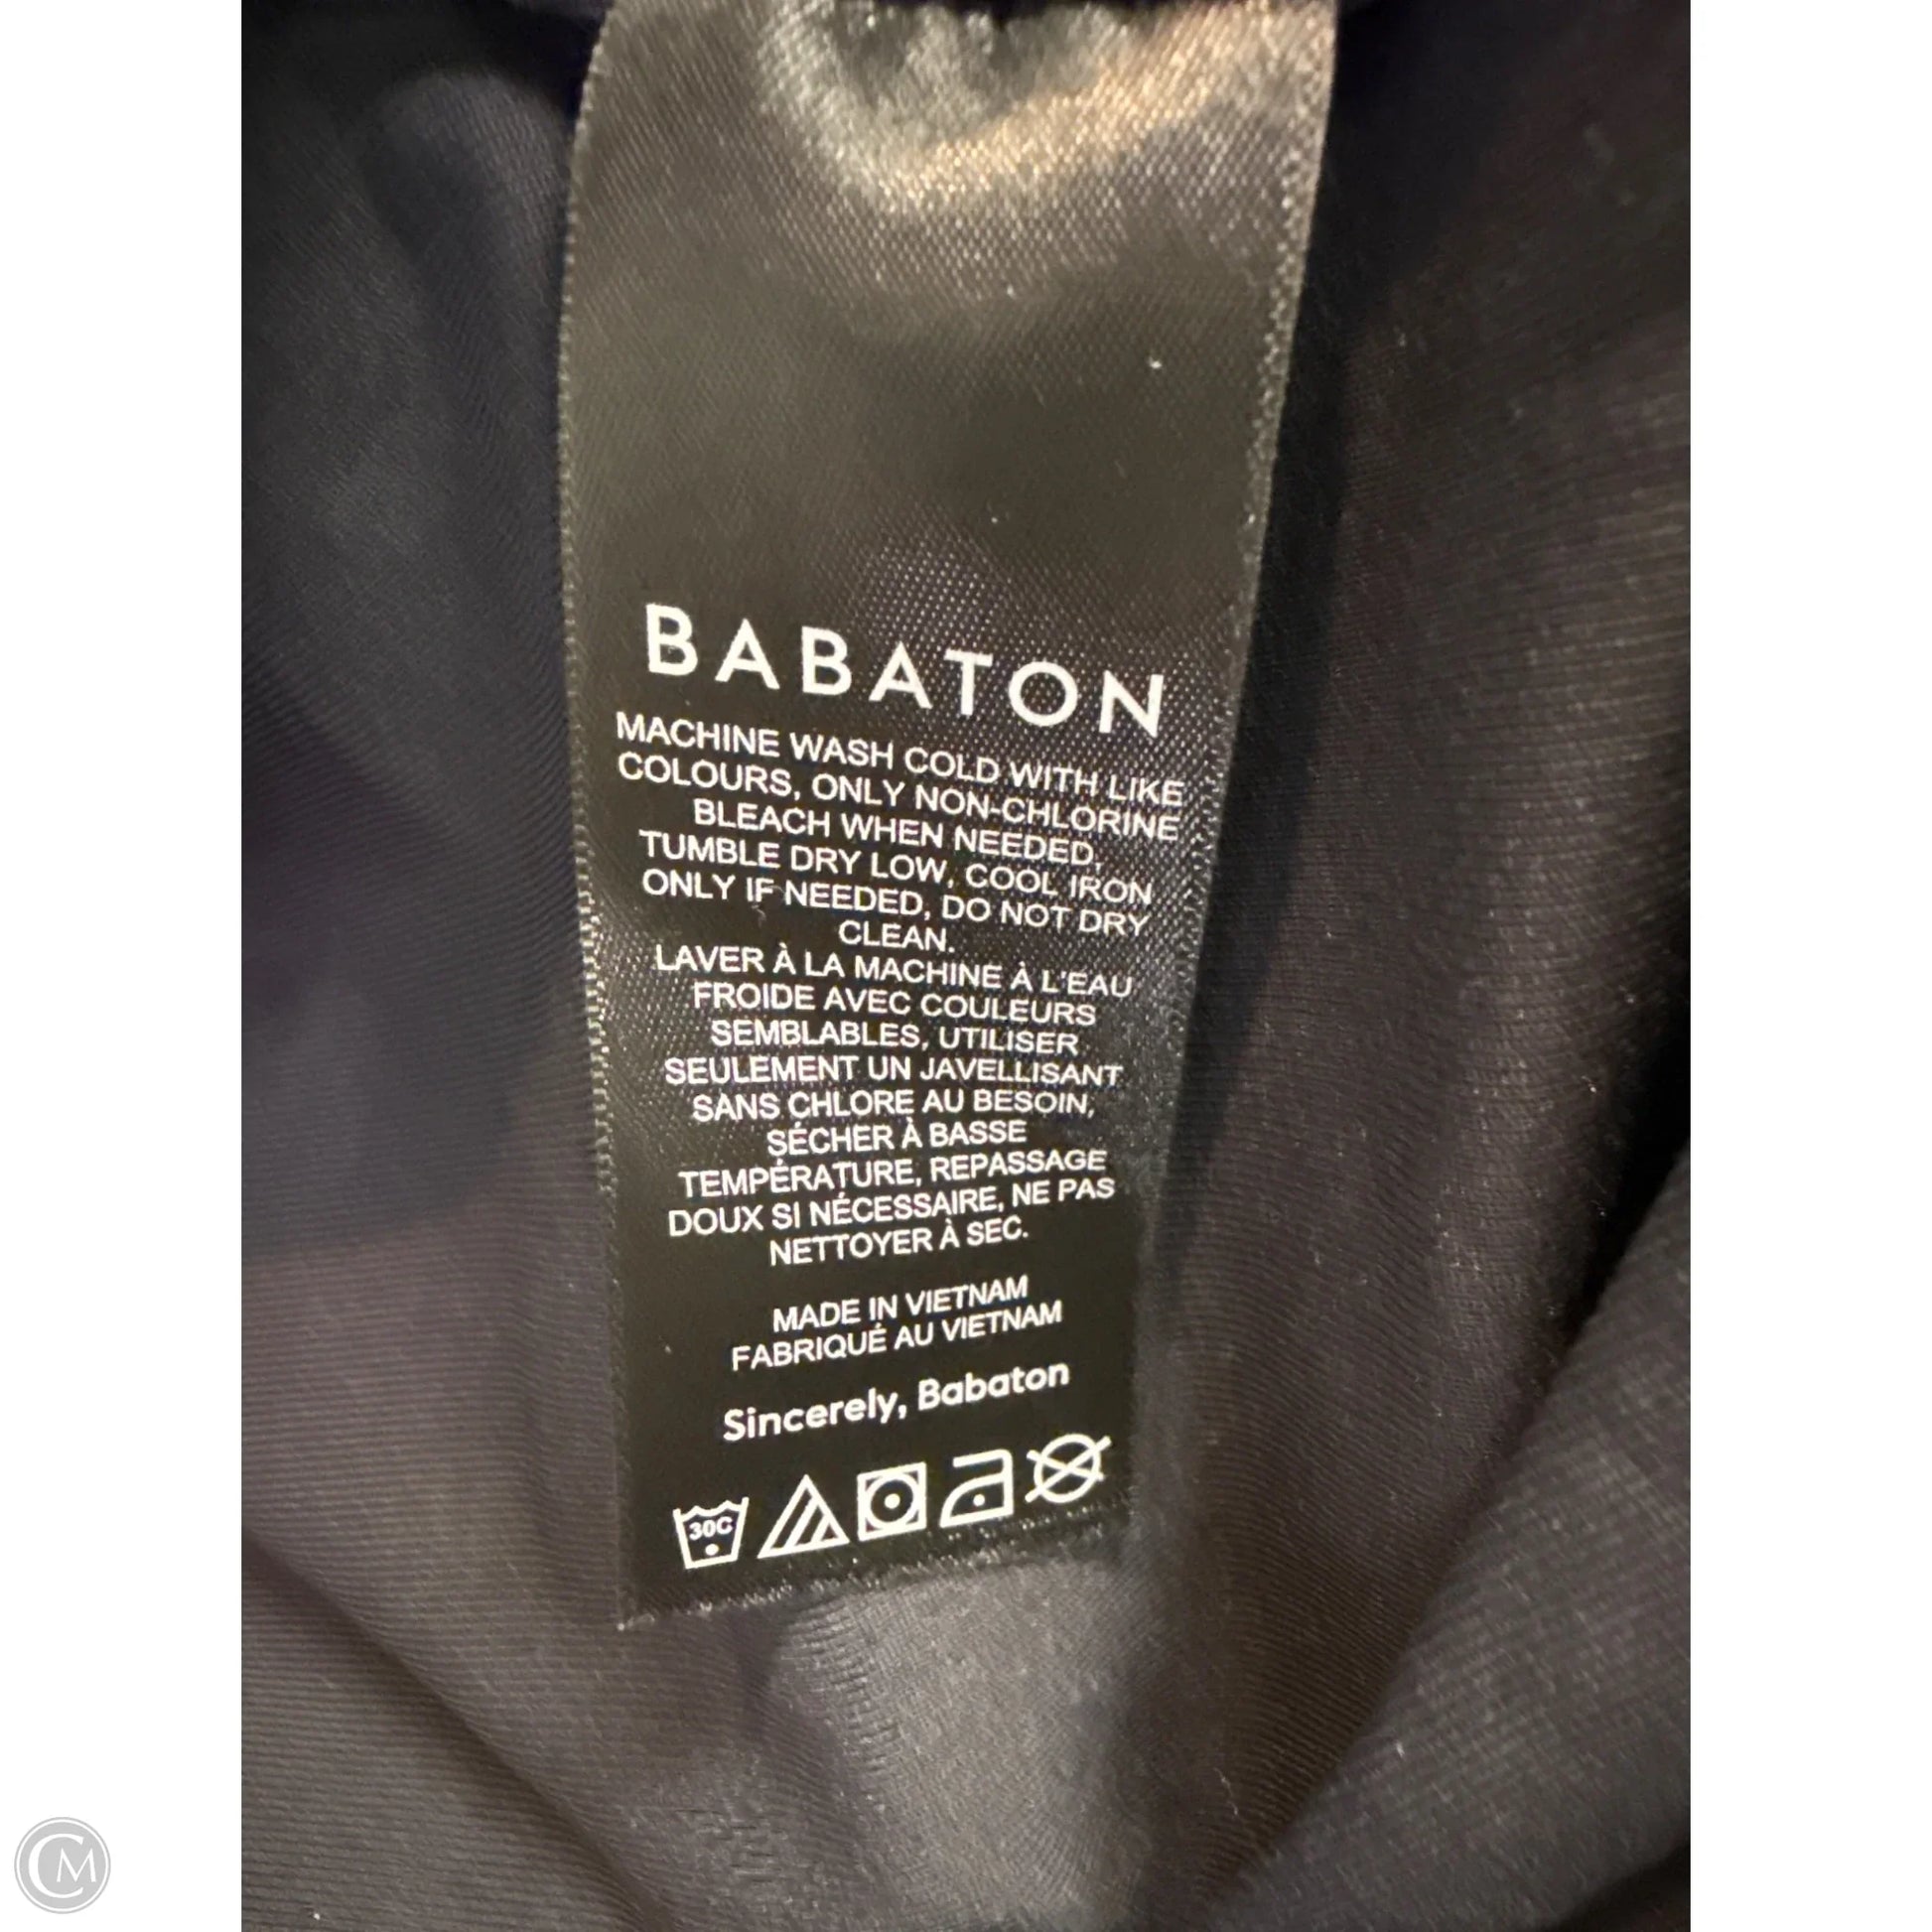 BABATON
MACHINE WASH COLD WITH LIKE
COLOURS, ONLY NON-CHLORINE
BLEACH WHEN NEEDED,
TUMBLE DRY LOW, COOL IRON
ONLY IF NEEDED, DO NOT DRY
CLEAN.
LAVER À LA MACHINE À L'EAU
FROIDE AVEC COULEURS
SEMBLABLES, UTILISER
SEULEMENT UN JAVELLISANT
SANS CHLORE AU BESOIN,
SÉCHER À BASSE
TEMPÉRATURE, REPASSAGE
DOUX SI NÉCESSAIRE, NE PAS
NETTOYER À SEC.
MADE IN VIETNAM
FABRIQUÉ AU VIETNAM
Sincerely, Babaton
30C
CM